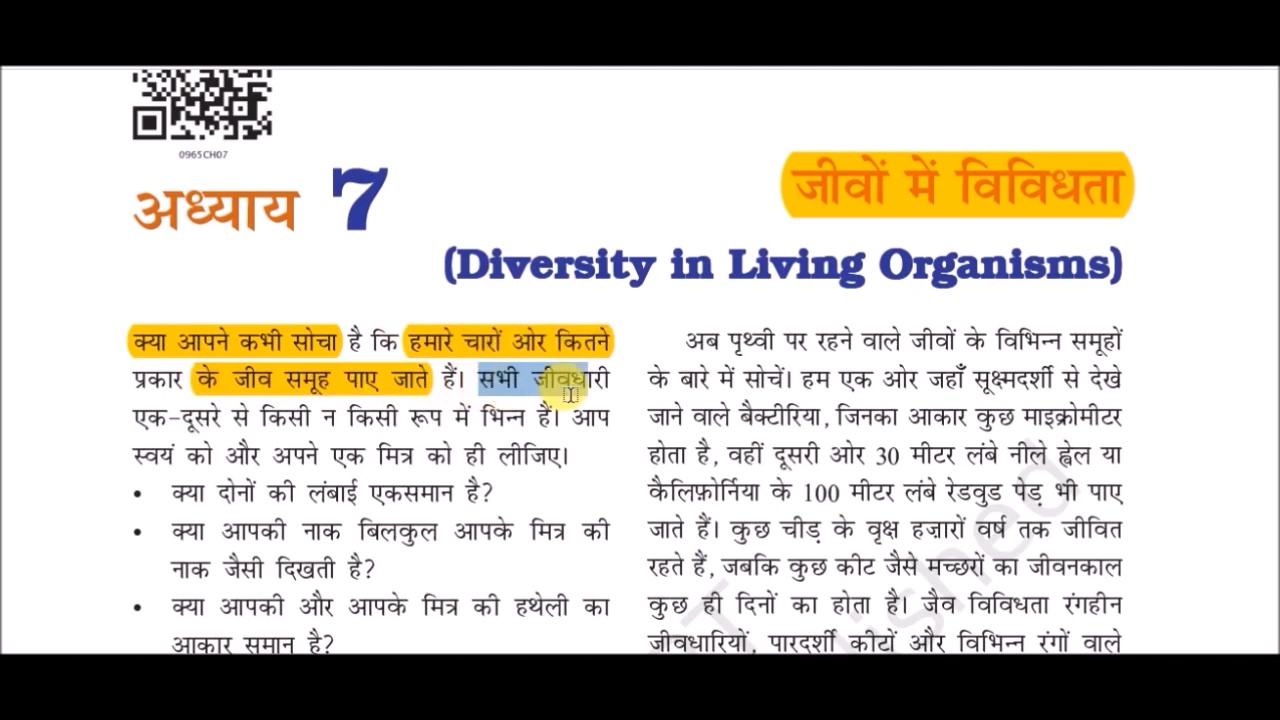 0965CH07
अध्याय 7
जीवों में विविधता
(Diversity in Living Organisms)
क्या आपने कभी सोचा है कि हमारे चारों ओर कितने
प्रकार के जीव समूह पाए जाते हैं। सभी जीवधारी
एक-दूसरे से किसी न किसी रूप में भिन्न हैं। आप
स्वयं को और अपने एक मित्र को ही लीजिए।
• क्या दोनों की लंबाई एकसमान है?
• क्या आपकी नाक बिलकुल आपके मित्र की
नाक जैसी दिखती है?
• क्या आपकी और आपके मित्र की हथेली का
आकार समान है?
अब पृथ्वी पर रहने वाले जीवों के विभिन्न समूहों
के बारे में सोचें। हम एक ओर जहाँ सूक्ष्मदर्शी से देखे
जाने वाले बैक्टीरिया, जिनका आकार कुछ माइक्रोमीटर
होता है, वहीं दूसरी ओर 30 मीटर लंबे नीले ह्वेल या
कैलिफ़ोर्निया के 100 मीटर लंबे रेडवुड पेड़ भी पाए
जाते हैं। कुछ चीड़ के वृक्ष हज़ारों वर्ष तक जीवित
रहते हैं, जबकि कुछ कीट जैसे मच्छरों का जीवनकाल
कुछ ही दिनों का होता है। जैव विविधता रंगहीन
जीवधारियों, पारदर्शी कीटों और विभिन्न रंगों वाले